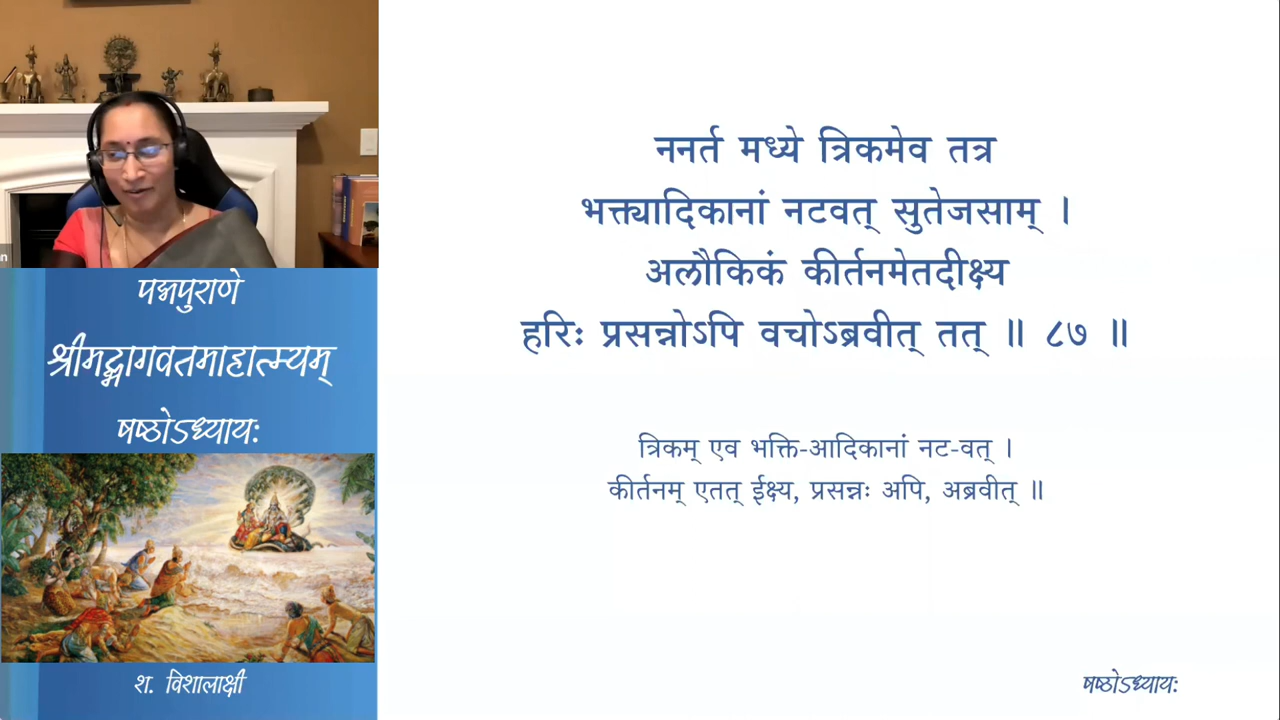 ननर्त मध्ये त्रिकमेव तत्र
भक्त्यादिकानां नटवत् सुतेजसाम् ।
अलौकिकं कीर्तनमेतदीक्ष्य
हरिः प्रसन्नोऽपि वचोऽब्रवीत् तत् ॥ ८७ ॥
त्रिकम् एव भक्ति-आदिकानां नट-वत् ।
कीर्तनम् एतत् ईक्ष्य, प्रसन्नः अपि, अब्रवीत् ॥
पद्मपुराणे
श्रीमद्भागवतमाहात्म्यम्
षष्ठोऽध्यायः
श. विशालाक्षी
षष्ठोऽध्यायः